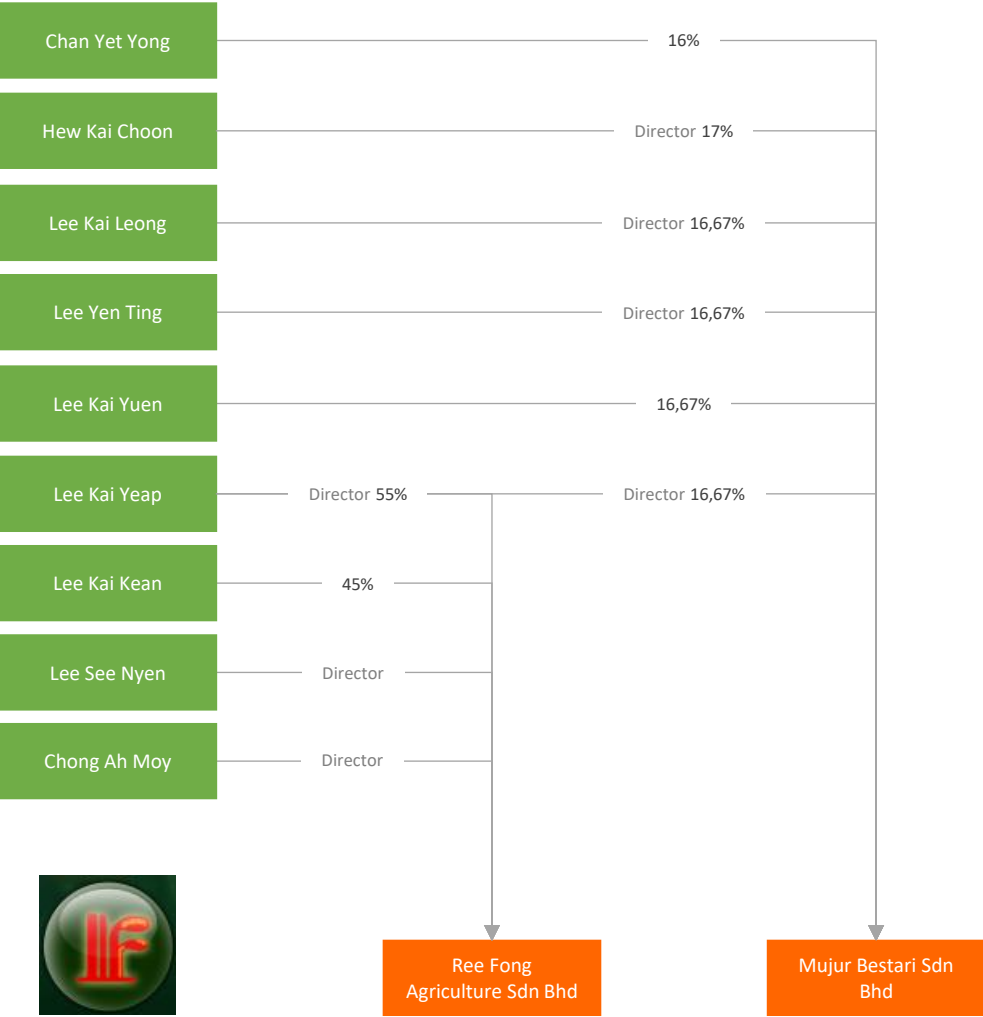 Chan Yet Yong
16%
Hew Kai Choon
Director 17%
Lee Kai Leong
Director 16,67%
Lee Yen Ting
Director 16,67%
Lee Kai Yuen
16,67%
Lee Kai Yeap
Director 55%
Director 16,67%
Lee Kai Kean
45%
Lee See Nyen
Director
Chong Ah Moy
Director
Ree Fong
Agriculture Sdn Bhd
Mujur Bestari Sdn
Bhd